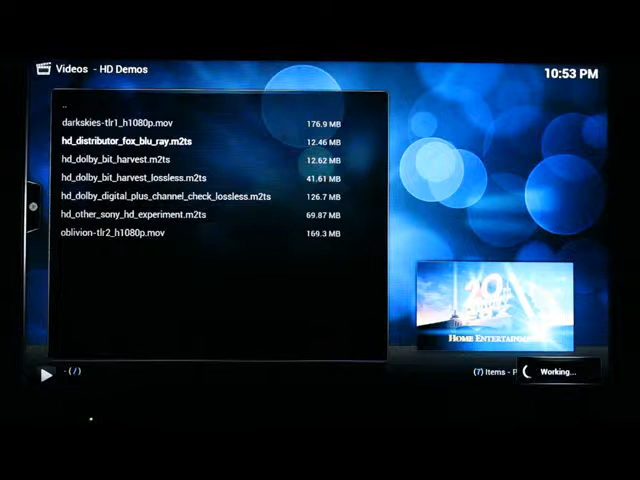 Videos - HD Demos
10:53 PM
..
darkskies-tlr1_h1080p.mov 176.9 MB
hd_distributor_fox_blu_ray.m2ts 12.46 MB
hd_dolby_bit_harvest.m2ts 12.62 MB
hd_dolby_bit_harvest_lossless.m2ts 41.61 MB
hd_dolby_digital_plus_channel_check_lossless.m2ts 126.7 MB
hd_other_sony_hd_experiment.m2ts 69.87 MB
oblivion-tlr2_h1080p.mov 169.3 MB
20th
CENTURY
FOX
HOME ENTERTAINMENT
- (/)
(7) Items - P
Working...